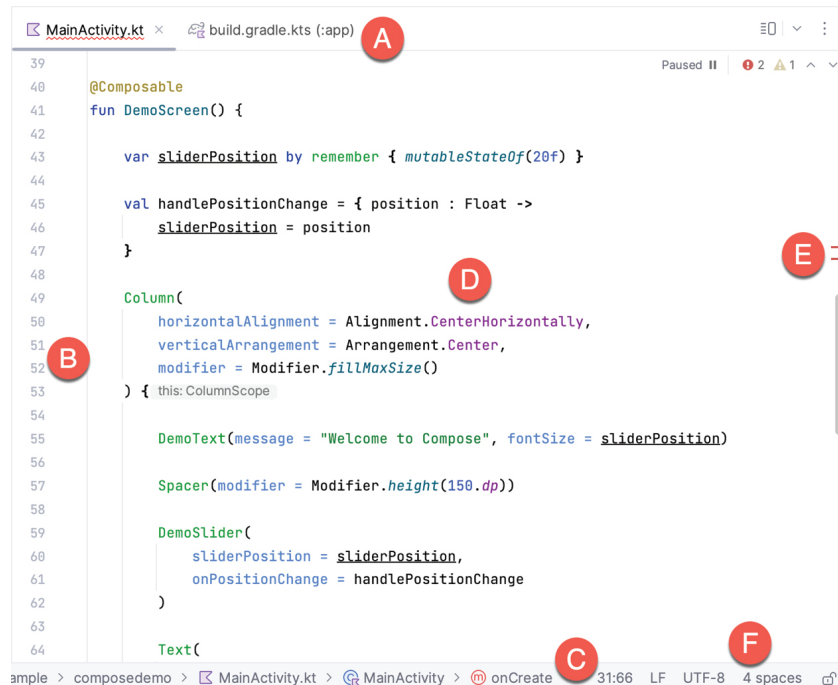 MainActivity.kt × build.gradle.kts (:app) A
39 Paused 2 1
40 @Composable
41 fun DemoScreen() {
42
43 var sliderPosition by remember { mutableStateOf(20f) }
44
45 val handlePositionChange = { position : Float ->
46 sliderPosition = position
47 }
E
48
D
49 Column(
50 horizontalAlignment = Alignment.CenterHorizontally,
51 verticalArrangement = Arrangement.Center,
B
52 modifier = Modifier.fillMaxSize()
53 ) { this: ColumnScope
54
55 DemoText(message = "Welcome to Compose", fontSize = sliderPosition)
56
57 Spacer(modifier = Modifier.height(150.dp))
58
59 DemoSlider(
60 sliderPosition = sliderPosition,
61 onPositionChange = handlePositionChange
62 )
63
64 Text(
F
C
ample > composedemo > MainActivity.kt > MainActivity > m onCreate 31:66 LF UTF-8 4 spaces